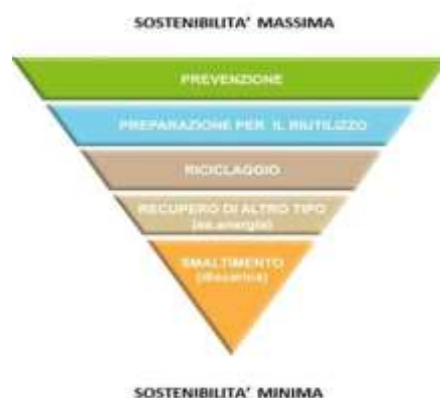 SOSTENIBILITA' MASSIMA
PREVENZIONE
PREPARAZIONE PER IL RIUTILIZZO
RICICLAGGIO
RECUPERO DI ALTRO TIPO
(es.energia)
SMALTIMENTO
(discarica)
SOSTENIBILITA' MINIMA